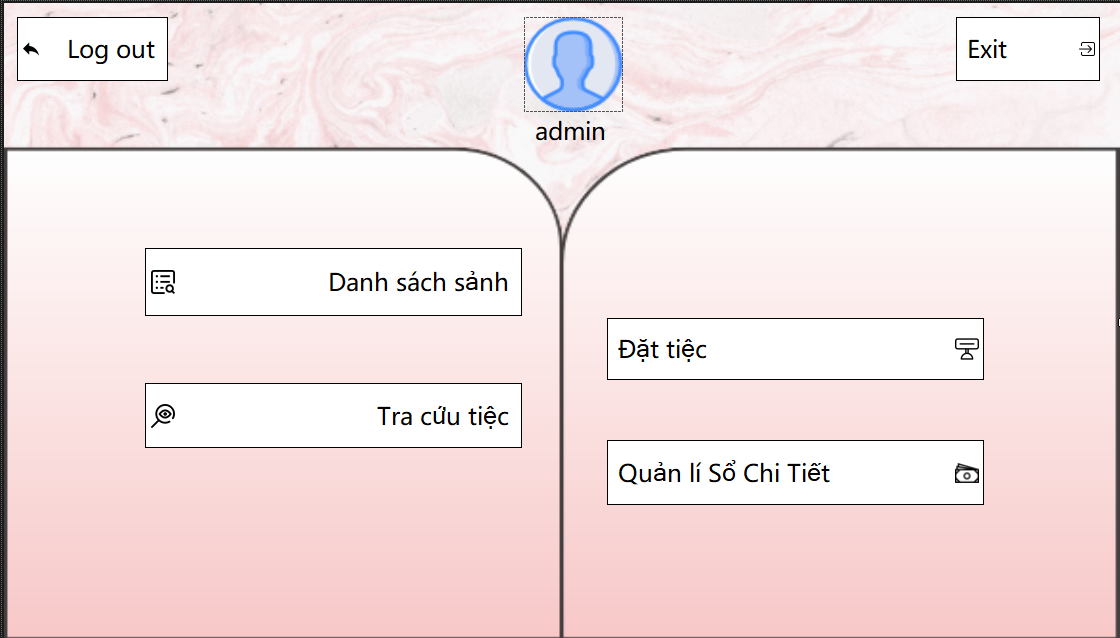 Log out
Exit
admin
Danh sách sảnh
Đặt tiệc
Tra cứu tiệc
Quản lí Sổ Chi Tiết